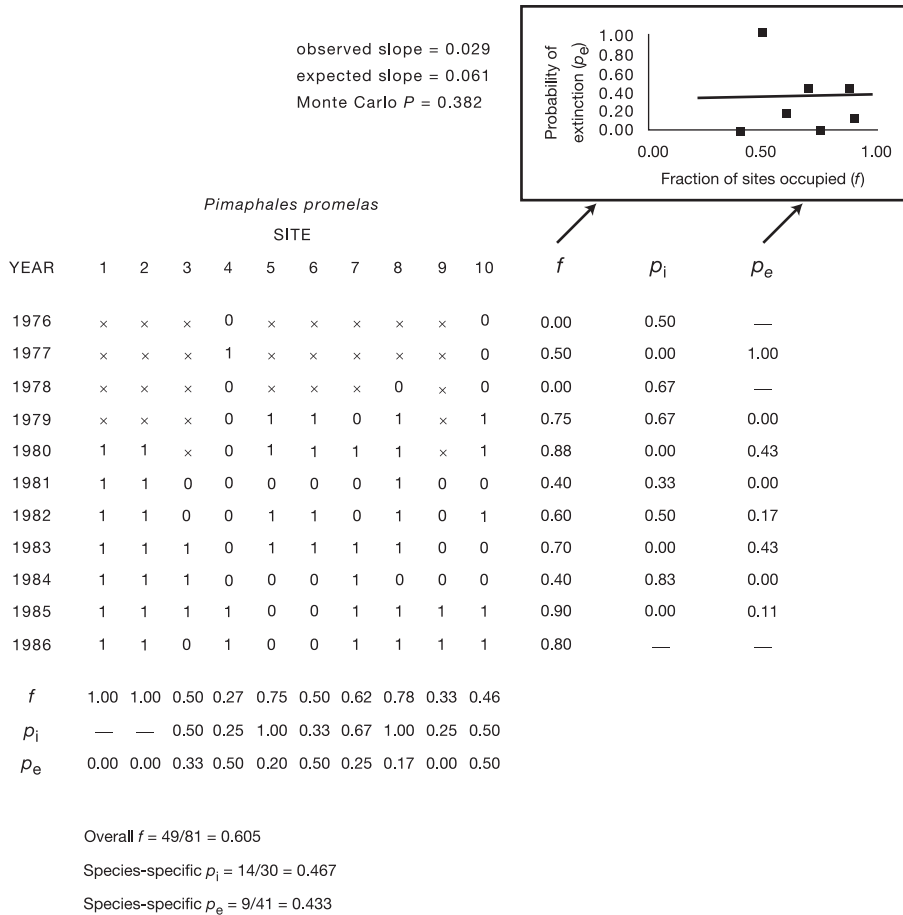 observed slope = 0.029
expected slope = 0.061
Monte Carlo P = 0.382
Probability of
extinction (pe)
1.00
0.80
0.60
0.40
0.20
0.00
0.00 0.50 1.00
Fraction of sites occupied (f)
Pimaphales promelas
SITE
YEAR 1 2 3 4 5 6 7 8 9 10 f pi pe
1976 × × × 0 × × × × × 0 0.00 0.50 —
1977 × × × 1 × × × × × 0 0.50 0.00 1.00
1978 × × × 0 × × × 0 × 0 0.00 0.67 —
1979 × × × 0 1 1 0 1 × 1 0.75 0.67 0.00
1980 1 1 × 0 1 1 1 1 × 1 0.88 0.00 0.43
1981 1 1 0 0 0 0 0 1 0 0 0.40 0.33 0.00
1982 1 1 0 0 1 1 0 1 0 1 0.60 0.50 0.17
1983 1 1 1 0 1 1 1 1 0 0 0.70 0.00 0.43
1984 1 1 1 0 0 0 1 0 0 0 0.40 0.83 0.00
1985 1 1 1 1 0 0 1 1 1 1 0.90 0.00 0.11
1986 1 1 0 1 0 0 1 1 1 1 0.80 — —
f 1.00 1.00 0.50 0.27 0.75 0.50 0.62 0.78 0.33 0.46
pi — — 0.50 0.25 1.00 0.33 0.67 1.00 0.25 0.50
pe 0.00 0.00 0.33 0.50 0.20 0.50 0.25 0.17 0.00 0.50
Overall f = 49/81 = 0.605
Species-specific pi = 14/30 = 0.467
Species-specific pe = 9/41 = 0.433